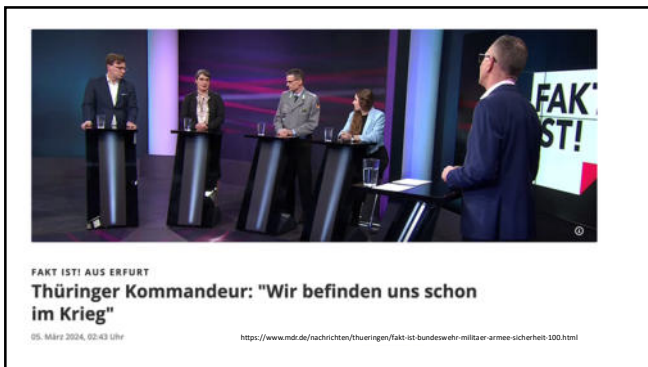 FAKT
IST!
FAKT IST! AUS ERFURT
Thüringer Kommandeur: "Wir befinden uns schon
im Krieg"
05. März 2024, 02:43 Uhr
https://www.mdr.de/nachrichten/thueringen/fakt-ist-bundeswehr-militaer-armee-sicherheit-100.html